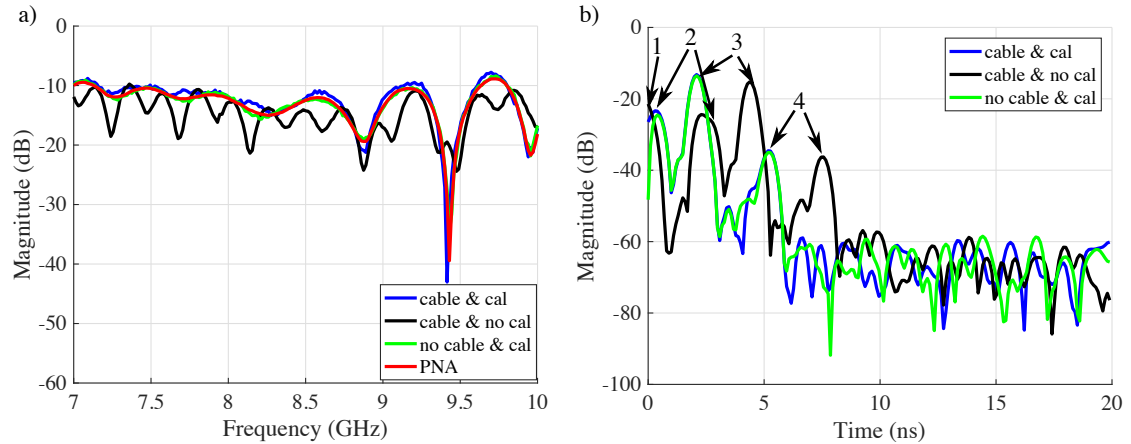 a)
0
-10
-20
-30
-40
-50
-60
Magnitude (dB)
7
7.5
8
8.5
9
9.5
10
Frequency (GHz)
cable & cal
cable & no cal
no cable & cal
PNA
b)
0
-20
-40
-60
-80
-100
Magnitude (dB)
0
5
10
15
20
Time (ns)
1
2
3
4
cable & cal
cable & no cal
no cable & cal